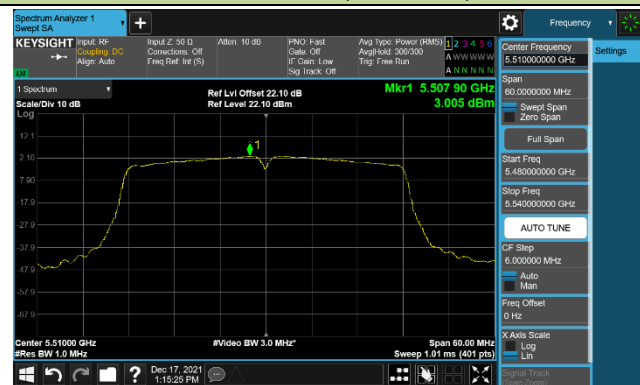 Spectrum Analyzer 1
Swept SA
Frequency
KEYSIGHT
Input: RF
Coupling: DC
Align: Auto
Input Z: 50 Ω
Corrections: Off
Freq Ref: Int (S)
Atten: 10 dB
PNO: Fast
Gate: Off
IF Gain: Low
Sig Track: Off
Avg Type: Power (RMS)
Avg|Hold: 300/300
Trig: Free Run
1 2 3 4 5 6
A W W W W W
A N N N N N
1 Spectrum
Scale/Div 10 dB
Log
Ref Lvl Offset 22.10 dB
Ref Level 22.10 dBm
Mkr1 5.507 90 GHz
3.005 dBm
1
12.1
2.10
-7.90
-17.9
-27.9
-37.9
-47.9
-57.9
-67.9
Center 5.51000 GHz
#Res BW 1.0 MHz
#Video BW 3.0 MHz*
Span 60.00 MHz
Sweep 1.01 ms (401 pts)
Center Frequency
5.510000000 GHz
Settings
Span
60.0000000 MHz
Swept Span
Zero Span
Full Span
Start Freq
5.480000000 GHz
Stop Freq
5.540000000 GHz
AUTO TUNE
CF Step
6.000000 MHz
Auto
Man
Freq Offset
0 Hz
X Axis Scale
Log
Lin
Signal Track
(Span Zoom)
Dec 17, 2021
1:15:25 PM